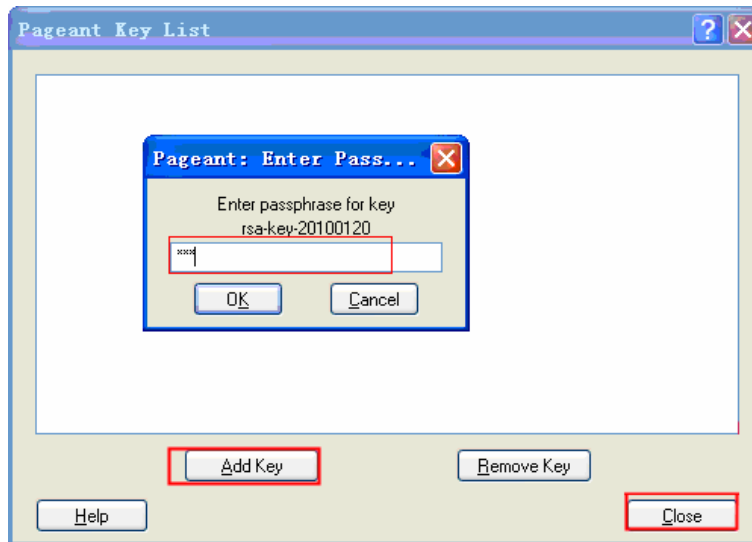 Pageant Key List
Pageant: Enter Pass...
Enter passphrase for key
rsa-key-20100120
***
OK
Cancel
Add Key
Remove Key
Help
Close